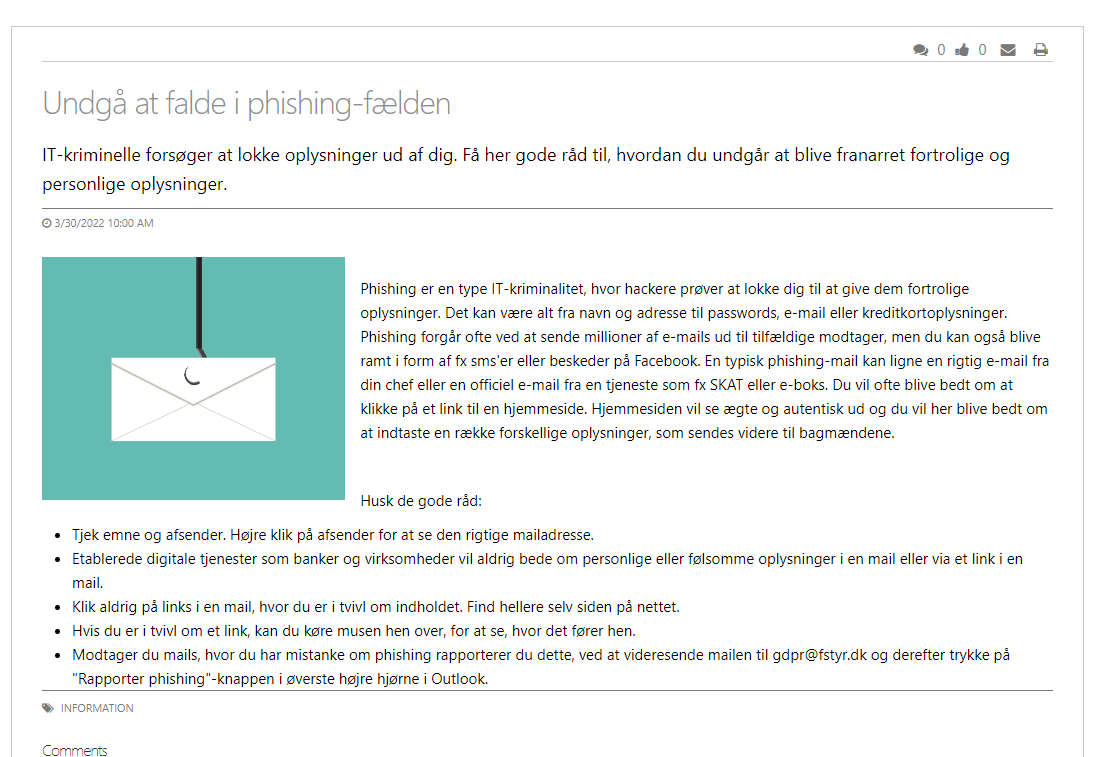 0 0
Undgå at falde i phishing-fælden
IT-kriminelle forsøger at lokke oplysninger ud af dig. Få her gode råd til, hvordan du undgår at blive franarret fortrolige og
personlige oplysninger.
3/30/2022 10:00 AM
Phishing er en type IT-kriminalitet, hvor hackere prøver at lokke dig til at give dem fortrolige
oplysninger. Det kan være alt fra navn og adresse til passwords, e-mail eller kreditkortoplysninger.
Phishing forgår ofte ved at sende millioner af e-mails ud til tilfældige modtager, men du kan også blive
ramt i form af fx sms'er eller beskeder på Facebook. En typisk phishing-mail kan ligne en rigtig e-mail fra
din chef eller en officiel e-mail fra en tjeneste som fx SKAT eller e-boks. Du vil ofte blive bedt om at
klikke på et link til en hjemmeside. Hjemmesiden vil se ægte og autentisk ud og du vil her blive bedt om
at indtaste en række forskellige oplysninger, som sendes videre til bagmændene.
Husk de gode råd:
• Tjek emne og afsender. Højre klik på afsender for at se den rigtige mailadresse.
• Etablerede digitale tjenester som banker og virksomheder vil aldrig bede om personlige eller følsomme oplysninger i en mail eller via et link i en
mail.
• Klik aldrig på links i en mail, hvor du er i tvivl om indholdet. Find hellere selv siden på nettet.
• Hvis du er i tvivl om et link, kan du køre musen hen over, for at se, hvor det fører hen.
• Modtager du mails, hvor du har mistanke om phishing rapporterer du dette, ved at videresende mailen til gdpr@fstyr.dk og derefter trykke på
"Rapporter phishing"-knappen i øverste højre hjørne i Outlook.
INFORMATION
Comments